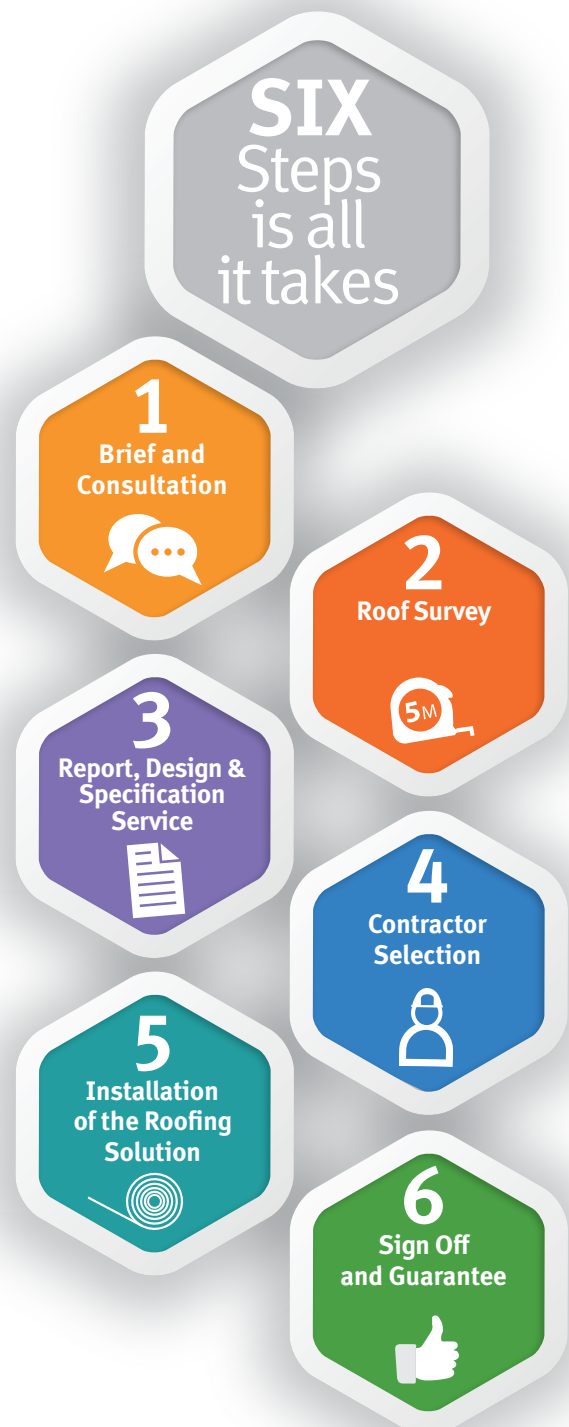 SIX
Steps
is all
it takes
1
Brief and
Consultation
2
Roof Survey
5M
3
Report, Design &
Specification
Service
4
Contractor
Selection
5
Installation
of the Roofing
Solution
6
Sign Off
and Guarantee